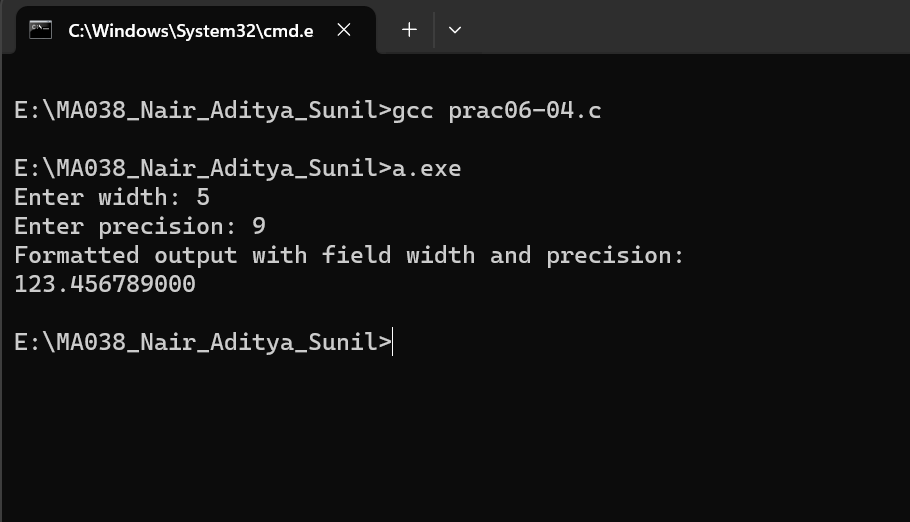 C:\Windows\System32\cmd.e
E:\MA038_Nair_Aditya_Sunil>gcc prac06-04.c
E:\MA038_Nair_Aditya_Sunil>a.exe
Enter width: 5
Enter precision: 9
Formatted output with field width and precision:
123.456789000
E:\MA038_Nair_Aditya_Sunil>